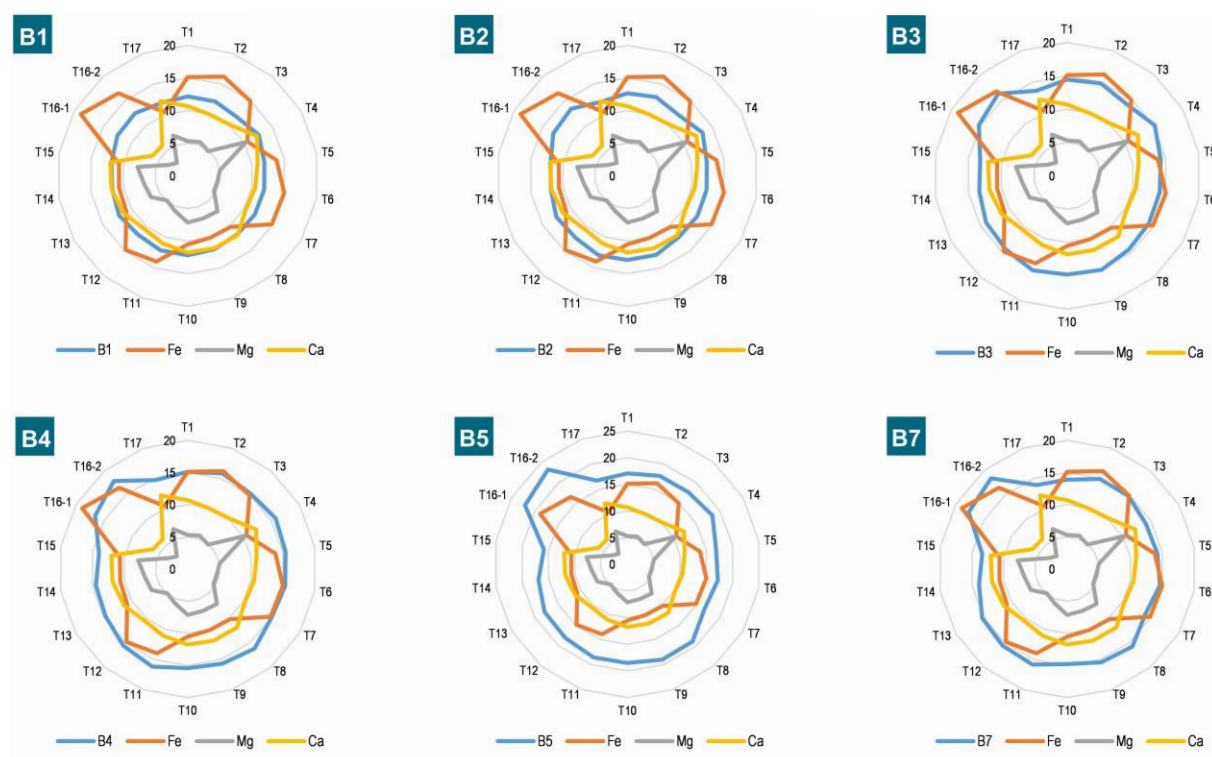 B1
T1
T2
T3
T4
T5
T6
T7
T8
T9
T10
T11
T12
T13
T14
T15
T16-1
T16-2
T17
20
15
10
5
0
B1 Fe Mg Ca
B2
T1
T2
T3
T4
T5
T6
T7
T8
T9
T10
T11
T12
T13
T14
T15
T16-1
T16-2
T17
20
15
10
5
0
B2 Fe Mg Ca
B3
T1
T2
T3
T4
T5
T6
T7
T8
T9
T10
T11
T12
T13
T14
T15
T16-1
T16-2
T17
20
15
10
5
0
B3 Fe Mg Ca
B4
T1
T2
T3
T4
T5
T6
T7
T8
T9
T10
T11
T12
T13
T14
T15
T16-1
T16-2
T17
20
15
10
5
0
B4 Fe Mg Ca
B5
T1
T2
T3
T4
T5
T6
T7
T8
T9
T10
T11
T12
T13
T14
T15
T16-1
T16-2
T17
25
20
15
10
5
0
B5 Fe Mg Ca
B7
T1
T2
T3
T4
T5
T6
T7
T8
T9
T10
T11
T12
T13
T14
T15
T16-1
T16-2
T17
20
15
10
5
0
B7 Fe Mg Ca